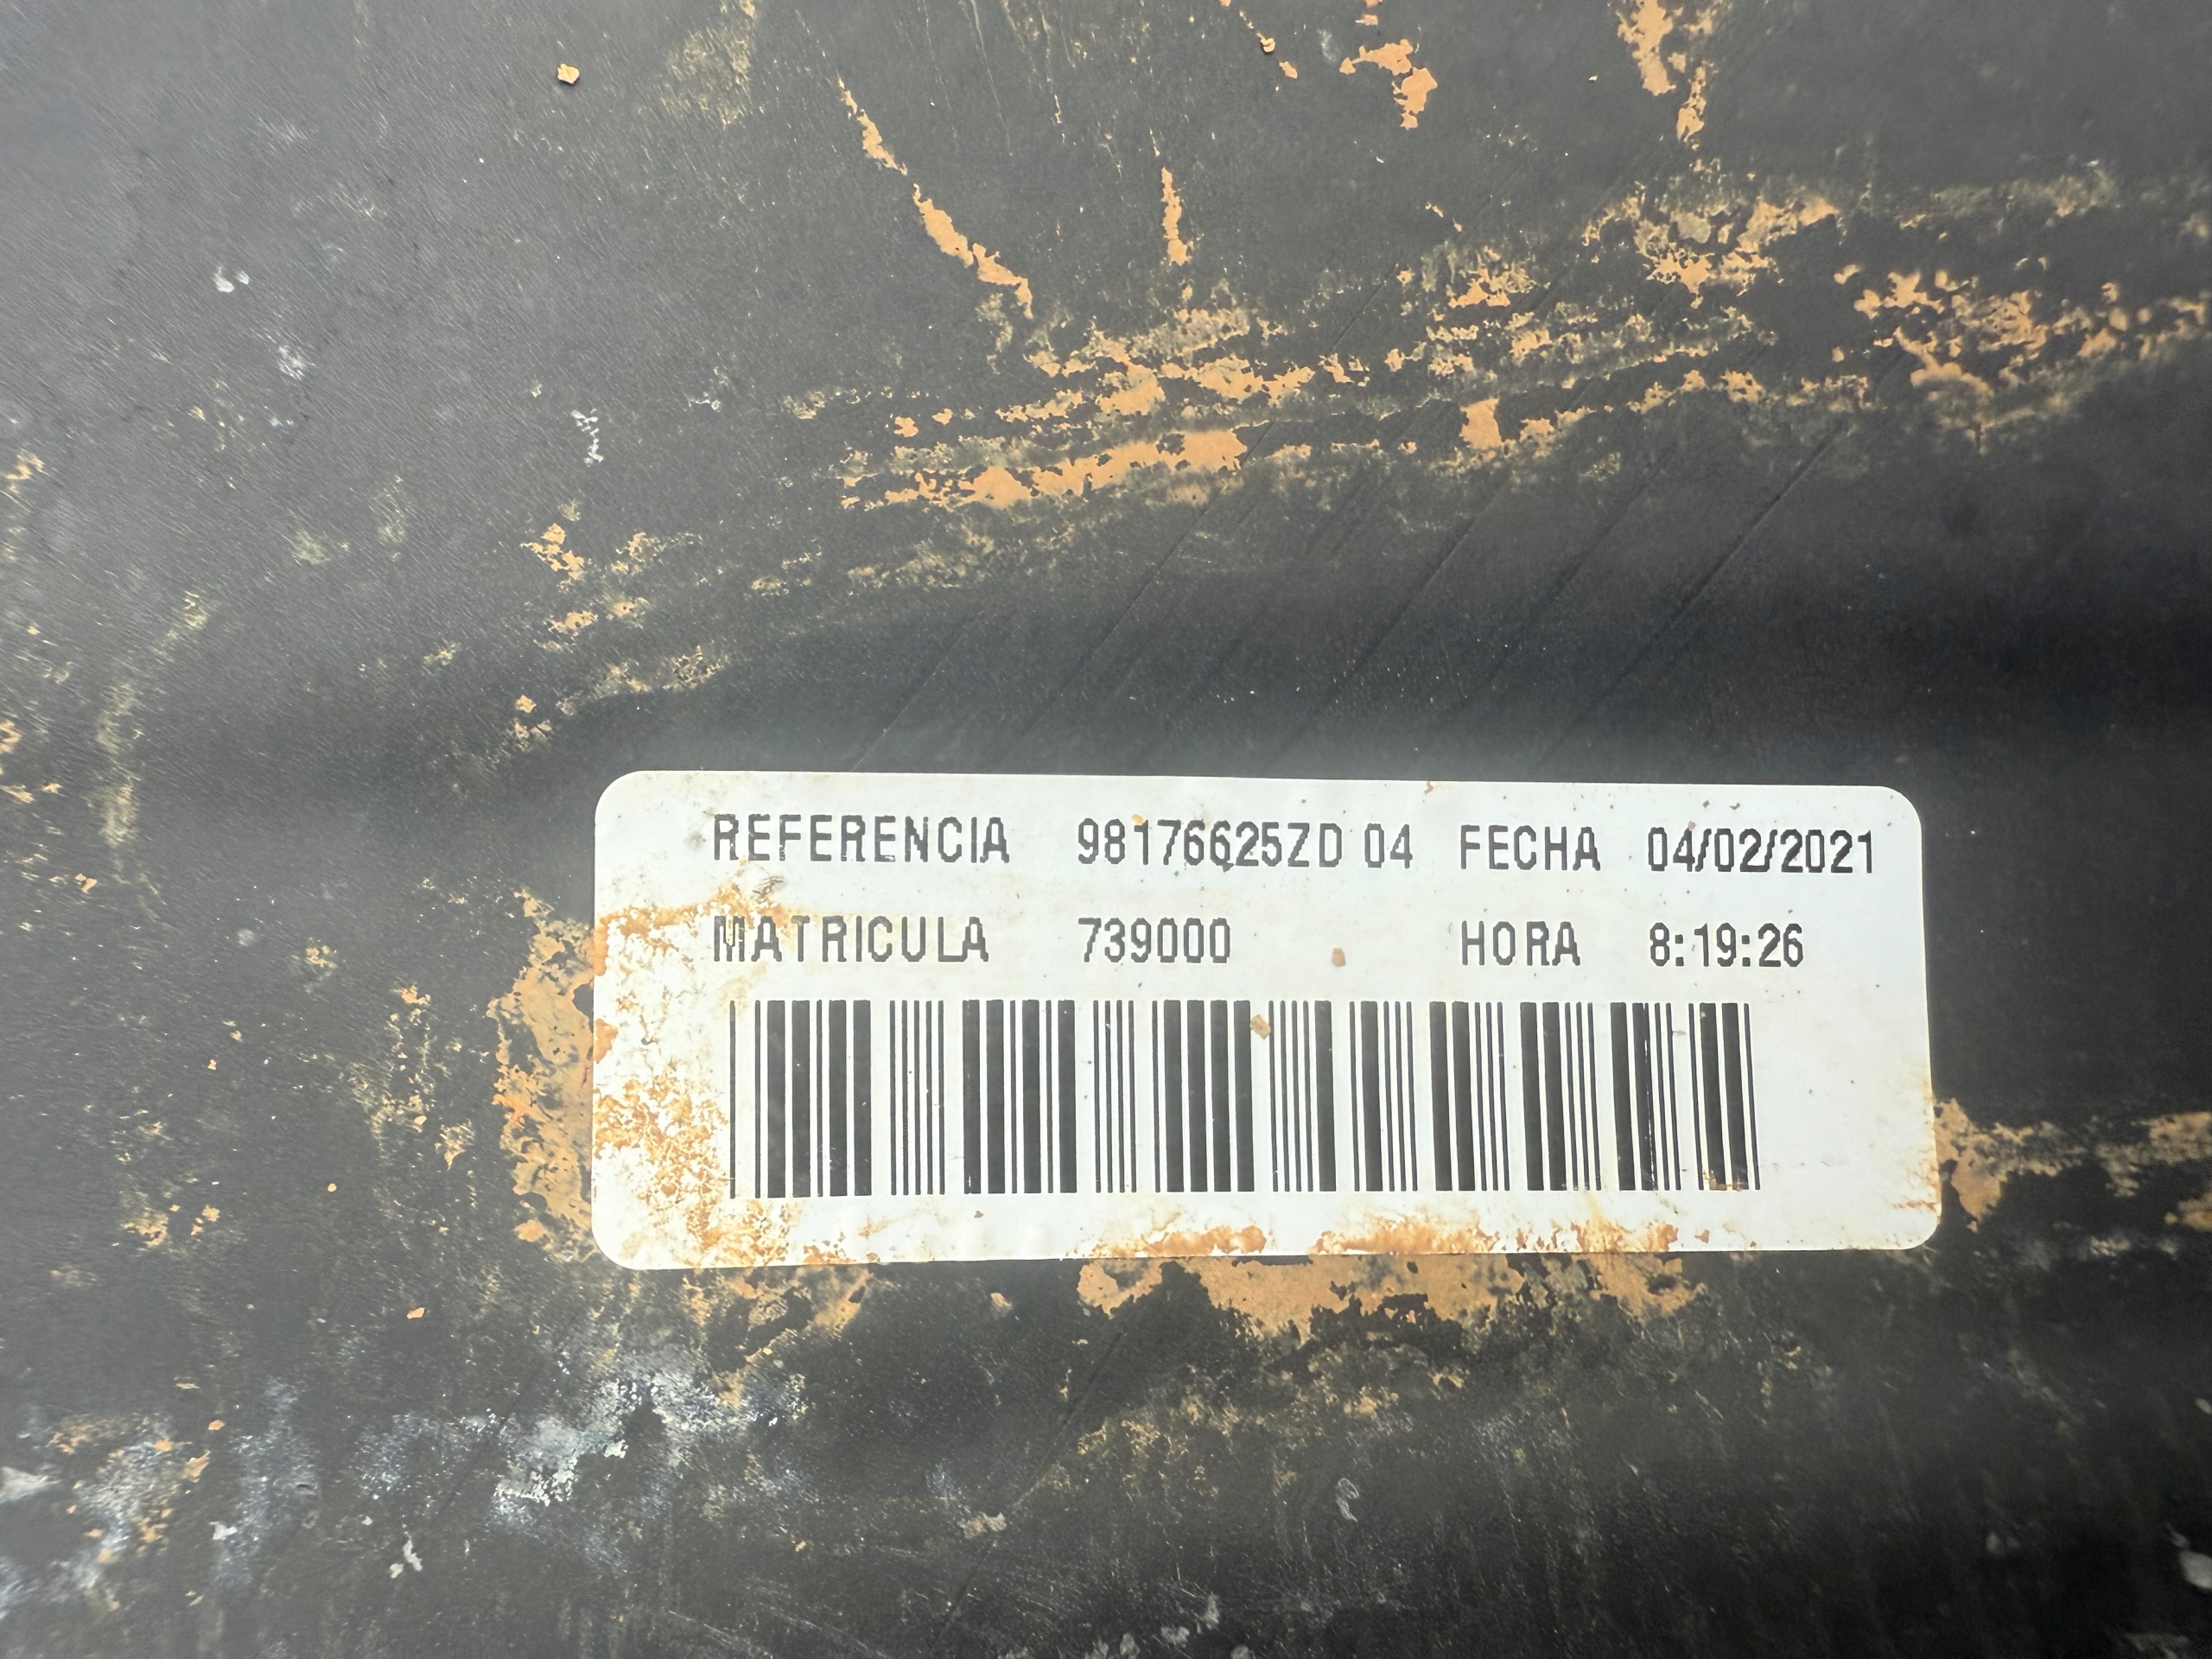 REFERENCIA 98176625ZD 04 FECHA 04/02/2021
MATRICULA 739000 HORA 8:19:26